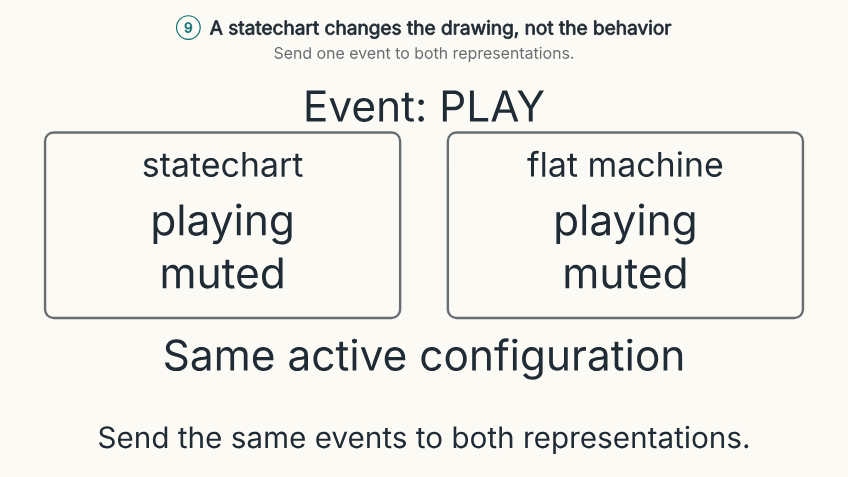 9 A statechart changes the drawing, not the behavior
Send one event to both representations.
Event: PLAY
statechart
playing
muted
flat machine
playing
muted
Same active configuration
Send the same events to both representations.